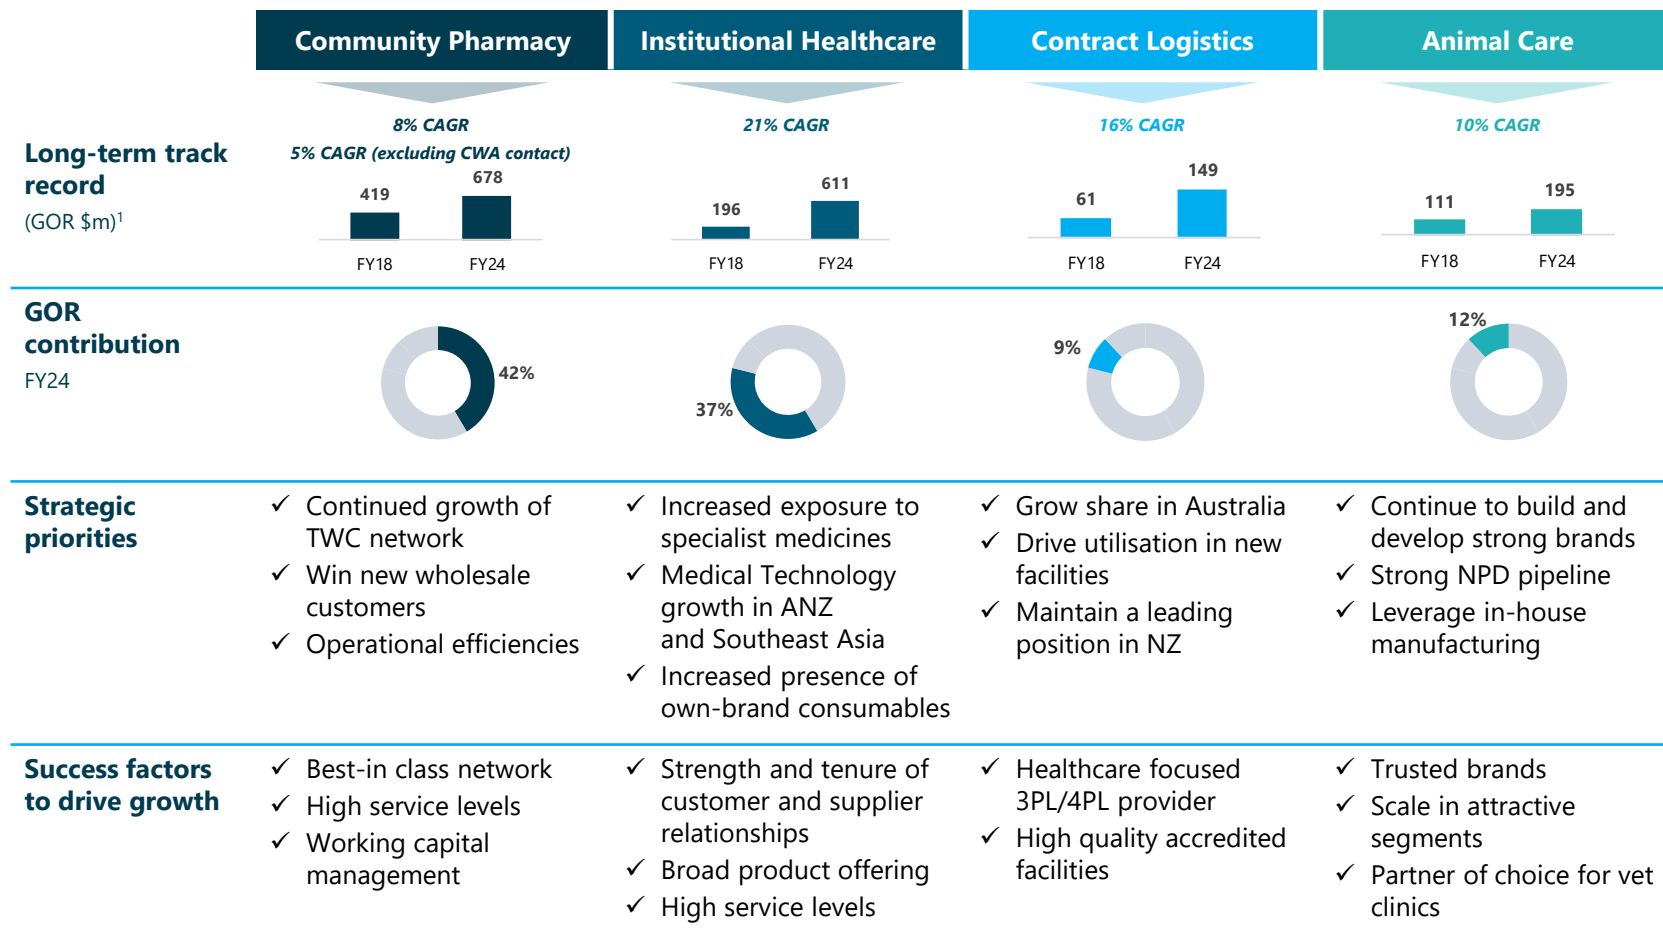 Community Pharmacy
Institutional Healthcare
Contract Logistics
Animal Care
Long-term track
record
(GOR $m)1
8% CAGR
5% CAGR (excluding CWA contact)
419
678
FY18
FY24
21% CAGR
196
611
FY18
FY24
16% CAGR
61
149
FY18
FY24
10% CAGR
111
195
FY18
FY24
GOR
contribution
FY24
42%
37%
9%
12%
Strategic
priorities
✓ Continued growth of
TWC network
✓ Win new wholesale
customers
✓ Operational efficiencies
✓ Increased exposure to
specialist medicines
✓ Medical Technology
growth in ANZ
and Southeast Asia
✓ Increased presence of
own-brand consumables
✓ Grow share in Australia
✓ Drive utilisation in new
facilities
✓ Maintain a leading
position in NZ
✓ Continue to build and
develop strong brands
✓ Strong NPD pipeline
✓ Leverage in-house
manufacturing
Success factors
to drive growth
✓ Best-in class network
✓ High service levels
✓ Working capital
management
✓ Strength and tenure of
customer and supplier
relationships
✓ Broad product offering
✓ High service levels
✓ Healthcare focused
3PL/4PL provider
✓ High quality accredited
facilities
✓ Trusted brands
✓ Scale in attractive
segments
✓ Partner of choice for vet
clinics